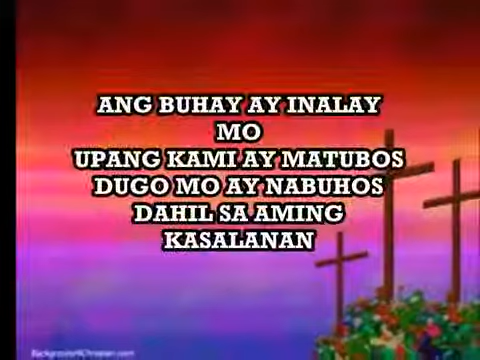 ANG BUHAY AY INALAY
MO
UPANG KAMI AY MATUBOS
DUGO MO AY NABUHOS
DAHIL SA AMING
KASALANAN